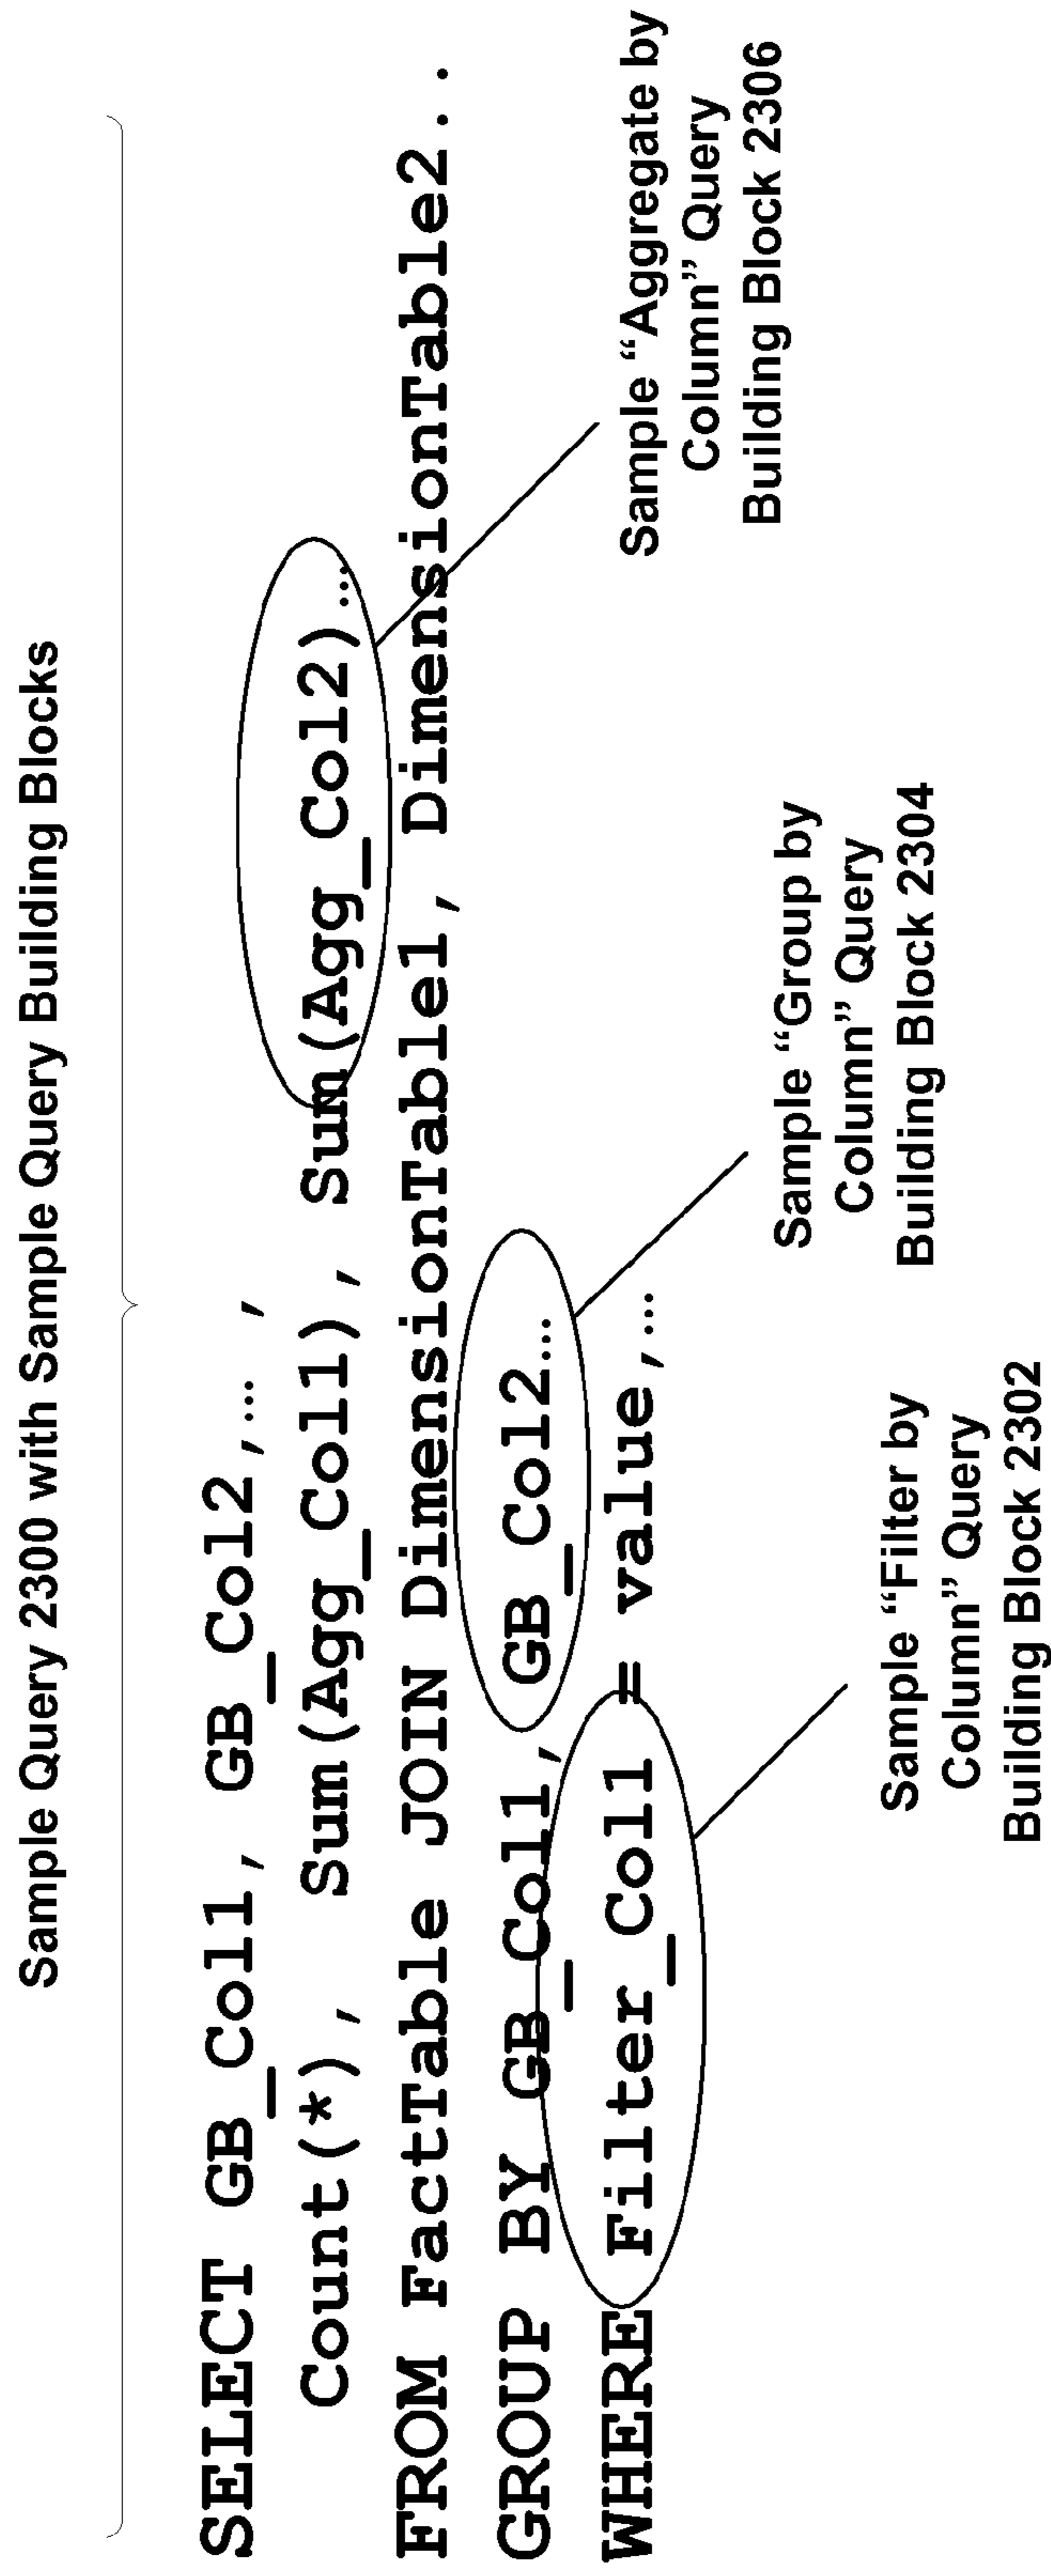 Sample Query 2300 with Sample Query Building Blocks
SELECT GB_Col1, GB_Col2,... ,
Count(*), Sum(Agg_Col1), Sum(Agg_Col2)...
FROM FactTable JOIN DimensionTable1, DimensionTable2..
GROUP BY GB_Col1, GB_Col2...
WHERE Filter_Col1 = value,...
Sample “Filter by
Column” Query
Building Block 2302
Sample “Group by
Column” Query
Building Block 2304
Sample “Aggregate by
Column” Query
Building Block 2306